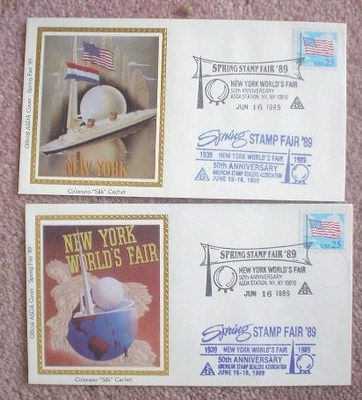 Official ASDA Cover - Spring Fair '89
NEW YORK
Colorano "Silk" Cachet
SPRING STAMP FAIR '89
NEW YORK WORLD'S FAIR
50TH ANNIVERSARY
ASDA STATION, NY, NY 10019
JUN 16 1989
USA 25
Spring STAMP FAIR '89
1939 NEW YORK WORLD'S FAIR 1989
50TH ANNIVERSARY
AMERICAN STAMP DEALERS ASSOCIATION
JUNE 16-18, 1989
Official ASDA Cover - Spring Fair '89
NEW YORK
WORLD'S FAIR
Colorano "Silk" Cachet
SPRING STAMP FAIR '89
NEW YORK WORLD'S FAIR
50TH ANNIVERSARY
ASDA STATION, NY, NY 10019
JUN 16 1989
USA 25
Spring STAMP FAIR '89
1939 NEW YORK WORLD'S FAIR 1989
50TH ANNIVERSARY
AMERICAN STAMP DEALERS ASSOCIATION
JUNE 16-18, 1989